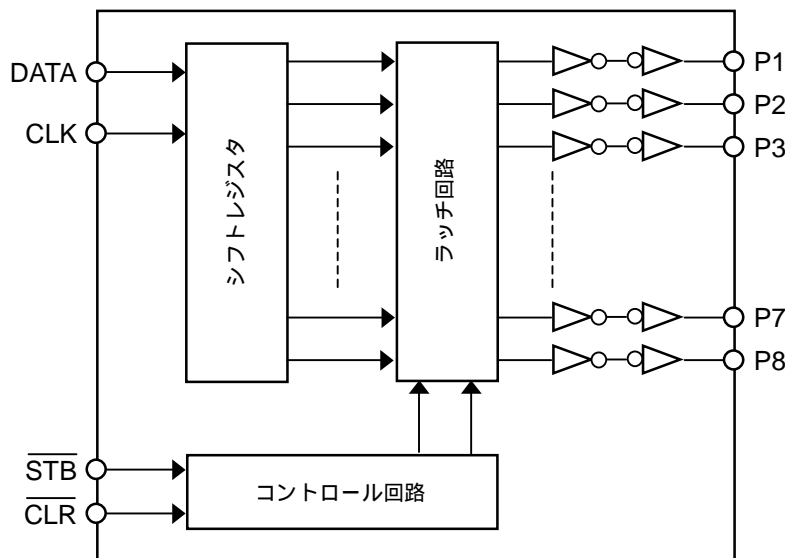 DATA
CLK
シフトレジスタ
ラッチ回路
P1
P2
P3
P7
P8
STB
CLR
コントロール回路